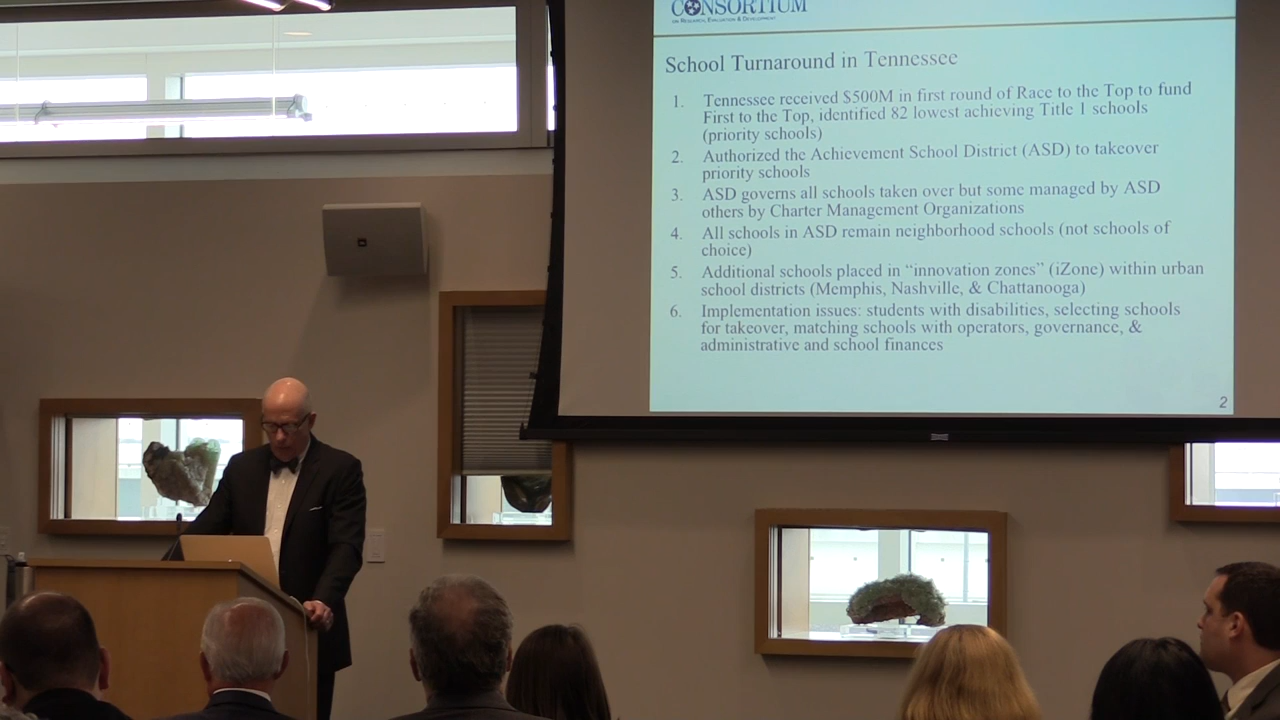 CONSORTIUM
ON RESEARCH, EVALUATION & DEVELOPMENT
School Turnaround in Tennessee
1. Tennessee received $500M in first round of Race to the Top to fund
First to the Top, identified 82 lowest achieving Title 1 schools
(priority schools)
2. Authorized the Achievement School District (ASD) to takeover
priority schools
3. ASD governs all schools taken over but some managed by ASD
others by Charter Management Organizations
4. All schools in ASD remain neighborhood schools (not schools of
choice)
5. Additional schools placed in “innovation zones” (iZone) within urban
school districts (Memphis, Nashville, & Chattanooga)
6. Implementation issues: students with disabilities, selecting schools
for takeover, matching schools with operators, governance, &
administrative and school finances
2